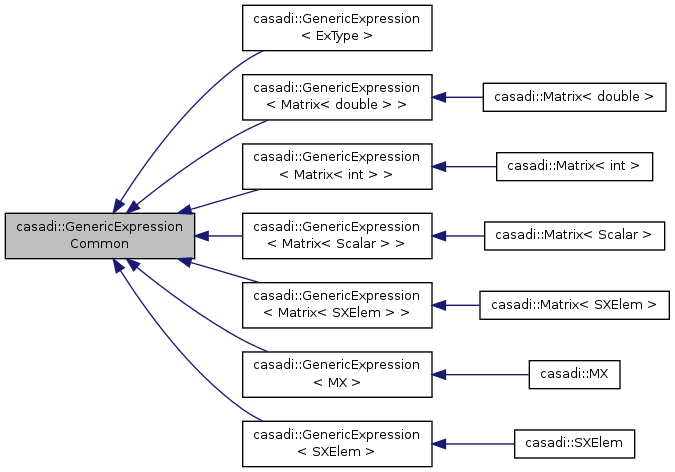 casadi::GenericExpression
< ExType >
casadi::GenericExpression
< Matrix< double > >
casadi::Matrix< double >
casadi::GenericExpression
< Matrix< int > >
casadi::Matrix< int >
casadi::GenericExpression
Common
casadi::GenericExpression
< Matrix< Scalar > >
casadi::Matrix< Scalar >
casadi::GenericExpression
< Matrix< SXElem > >
casadi::Matrix< SXElem >
casadi::GenericExpression
< MX >
casadi::MX
casadi::GenericExpression
< SXElem >
casadi::SXElem